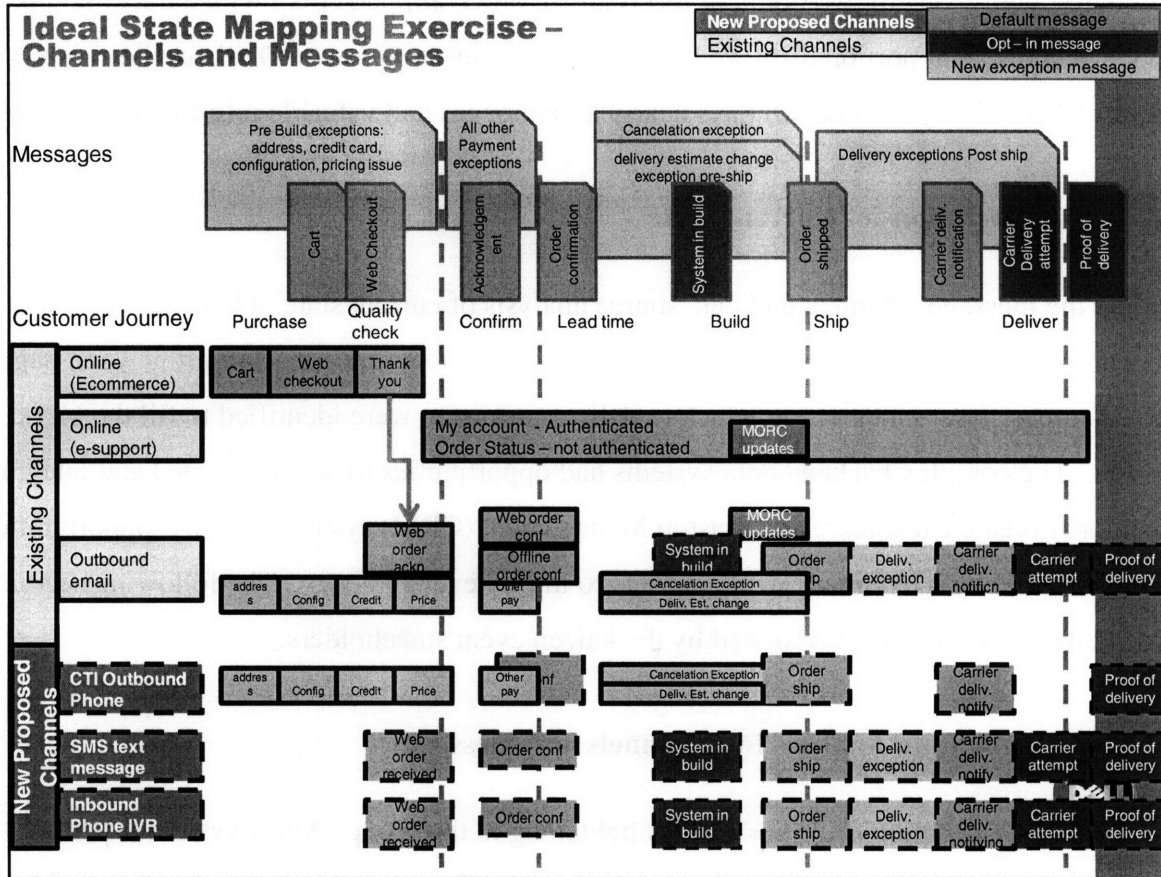 Ideal State Mapping Exercise –
Channels and Messages
New Proposed Channels
Existing Channels
Default message
Opt – in message
New exception message
Messages
Pre Build exceptions:
address, credit card,
configuration, pricing issue
All other
Payment
exceptions
Cancelation exception
delivery estimate change
exception pre-ship
Delivery exceptions Post ship
Cart
Web Checkout
Acknowledgem
ent
Order
confirmation
System in build
Order
shipped
Carrier deliv.
notification
Carrier
Delivery
attempt
Proof of
delivery
Customer Journey
Purchase
Quality
check
Confirm
Lead time
Build
Ship
Deliver
Existing Channels
Online
(Ecommerce)
Cart
Web
checkout
Thank
you
Online
(e-support)
My account - Authenticated
Order Status – not authenticated
MORC
updates
Outbound
email
Web
order
ackn
Web order
conf
Offline
order conf
MORC
updates
System in
build
Order
Deliv.
exception
Carrier
deliv.
notificn
Carrier
attempt
Proof of
delivery
addres
s
Config
Credit
Price
Other
pay
Cancelation Exception
Deliv. Est. change
New Proposed
Channels
CTI Outbound
Phone
addres
s
Config
Credit
Price
Other
pay
Cancelation Exception
Deliv. Est. change
Order
ship
Carrier
deliv.
notify
Proof of
delivery
SMS text
message
Web
order
received
Order conf
System in
build
Order
ship
Deliv.
exception
Carrier
deliv.
notify
Carrier
attempt
Proof of
delivery
Inbound
Phone IVR
Web
order
received
Order conf
System in
build
Order
ship
Deliv.
exception
Carrier
deliv.
notifying
Carrier
attempt
Proof of
delivery
DELL